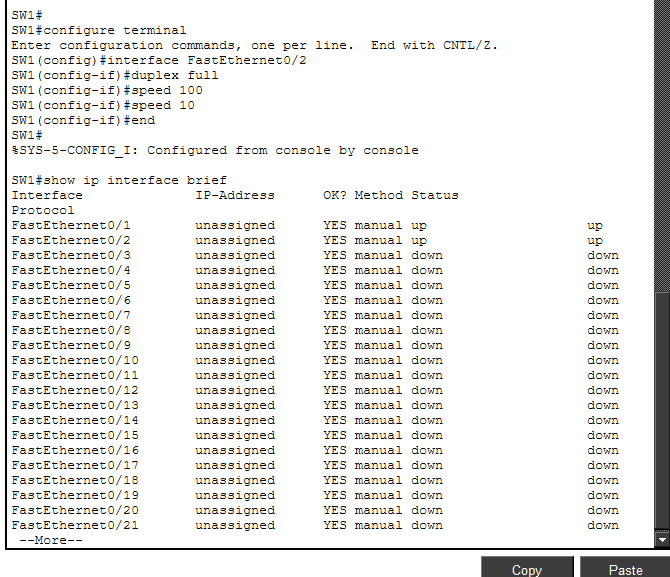 SW1#
SW1#configure terminal
Enter configuration commands, one per line.  End with CNTL/Z.
SW1(config)#interface FastEthernet0/2
SW1(config-if)#duplex full
SW1(config-if)#speed 100
SW1(config-if)#speed 10
SW1(config-if)#end
SW1#
%SYS-5-CONFIG_I: Configured from console by console

SW1#show ip interface brief
Interface              IP-Address      OK? Method Status
Protocol
FastEthernet0/1        unassigned      YES manual up                    up
FastEthernet0/2        unassigned      YES manual up                    up
FastEthernet0/3        unassigned      YES manual down                  down
FastEthernet0/4        unassigned      YES manual down                  down
FastEthernet0/5        unassigned      YES manual down                  down
FastEthernet0/6        unassigned      YES manual down                  down
FastEthernet0/7        unassigned      YES manual down                  down
FastEthernet0/8        unassigned      YES manual down                  down
FastEthernet0/9        unassigned      YES manual down                  down
FastEthernet0/10       unassigned      YES manual down                  down
FastEthernet0/11       unassigned      YES manual down                  down
FastEthernet0/12       unassigned      YES manual down                  down
FastEthernet0/13       unassigned      YES manual down                  down
FastEthernet0/14       unassigned      YES manual down                  down
FastEthernet0/15       unassigned      YES manual down                  down
FastEthernet0/16       unassigned      YES manual down                  down
FastEthernet0/17       unassigned      YES manual down                  down
FastEthernet0/18       unassigned      YES manual down                  down
FastEthernet0/19       unassigned      YES manual down                  down
FastEthernet0/20       unassigned      YES manual down                  down
FastEthernet0/21       unassigned      YES manual down                  down
 --More--
Copy Paste